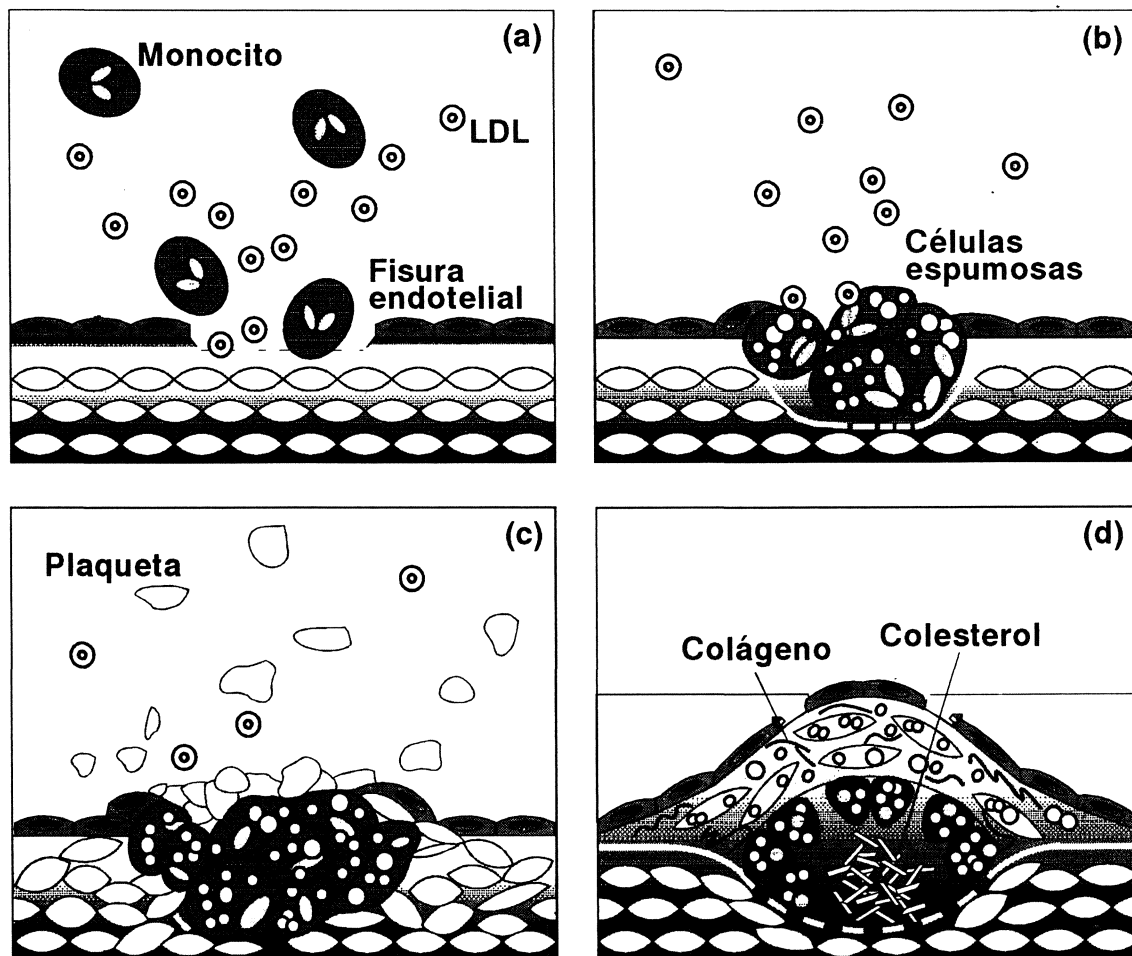 (a)
Monocito
LDL
Fisura
endotelial
(b)
Células
espumosas
(c)
Plaqueta
(d)
Colágeno
Colesterol